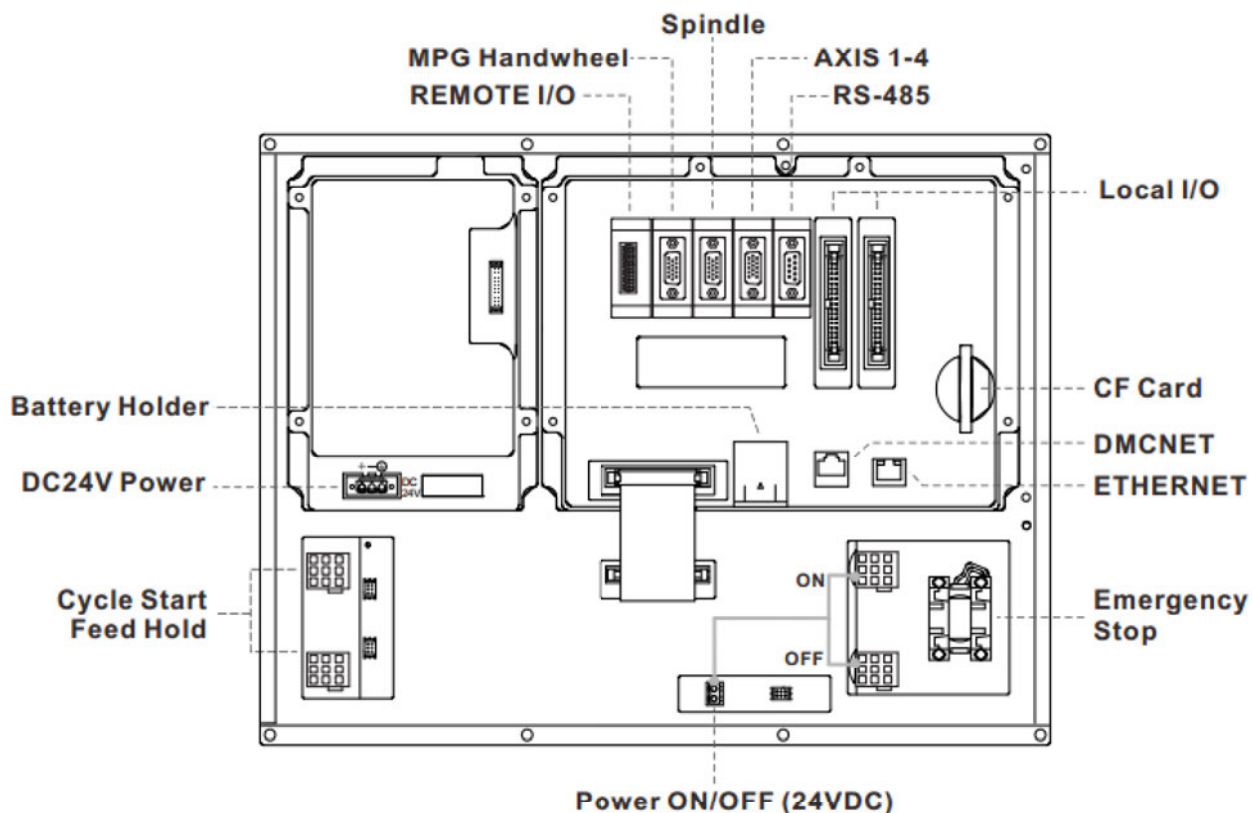 Spindle
MPG Handwheel
AXIS 1-4
REMOTE I/O
RS-485
Local I/O
CF Card
Battery Holder
DMCNET
DC24V Power
DC
24V
ETHERNET
ON
Cycle Start
Feed Hold
Emergency
Stop
OFF
Power ON/OFF (24VDC)